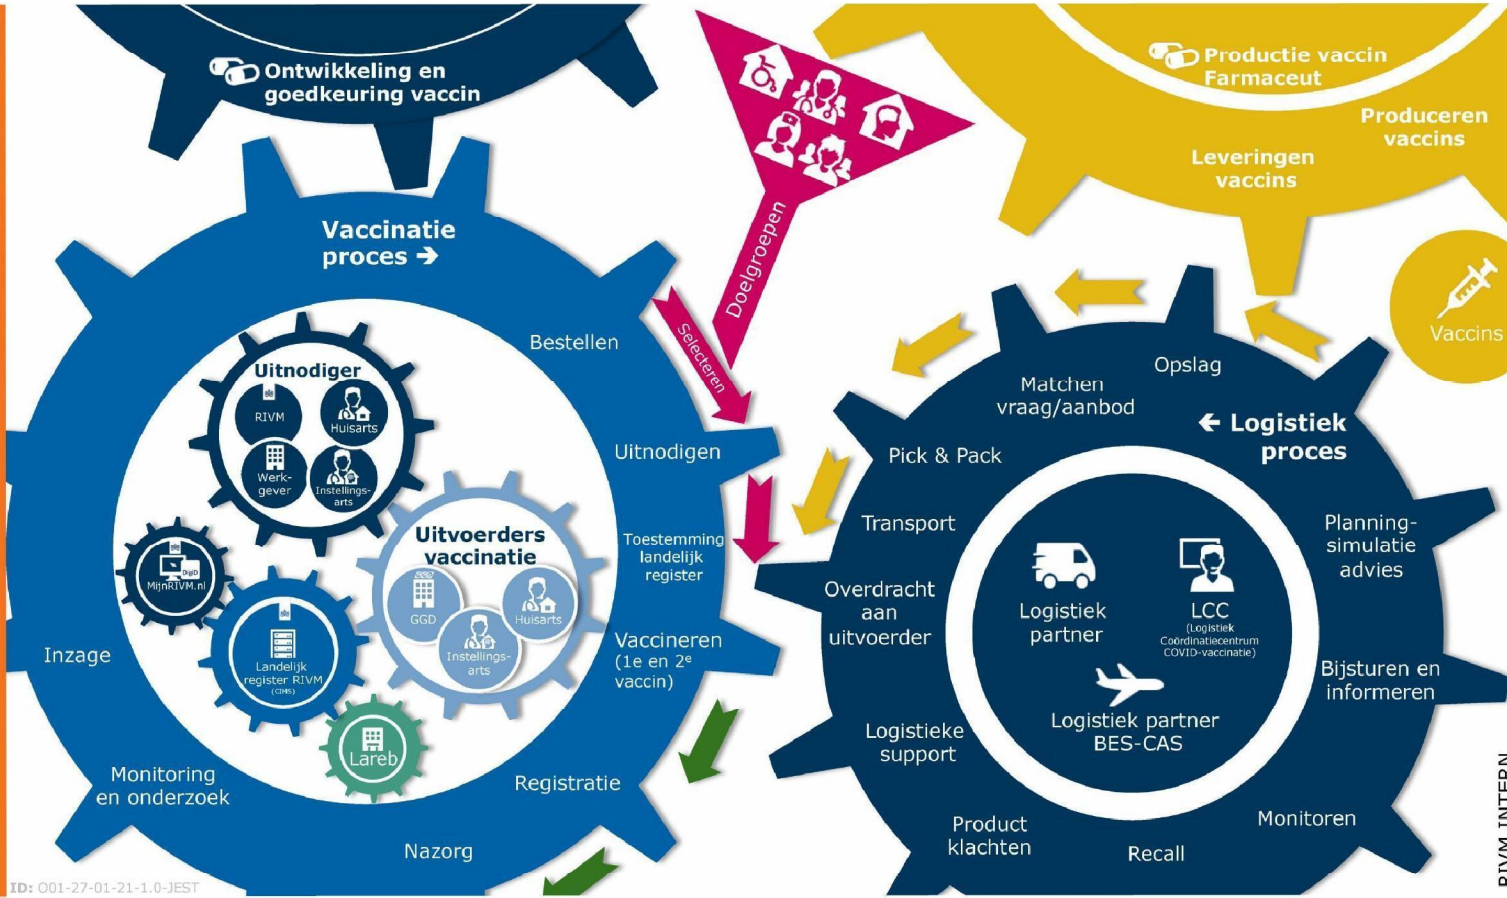 Ontwikkeling en
goedkeuring vaccin
Productie vaccin
Farmaceut
Produceren
vaccins
Leveringen
vaccins
Vaccins
Doelgroepen
Selecteren
Vaccinatie
proces →
Bestellen
Uitnodigen
Toestemming
landelijk
register
Vaccineren
(1e en 2e
vaccin)
Registratie
Nazorg
Monitoring
en onderzoek
Inzage
Uitnodiger
RIVM
Huisarts
Werk-
gever
Instellings-
arts
Uitvoerders
vaccinatie
GGD
Huisarts
Instellings-
arts
DigiD
MijnRIVM.nl
Landelijk
register RIVM
(CIMS)
Lareb
← Logistiek
proces
Opslag
Matchen
vraag/aanbod
Pick & Pack
Transport
Overdracht
aan
uitvoerder
Logistieke
support
Product
klachten
Recall
Monitoren
Bijsturen en
informeren
Planning-
simulatie
advies
Logistiek
partner
LCC
(Logistiek
Coördinatiecentrum
COVID-vaccinatie)
Logistiek partner
BES-CAS
RIVM INTERN
ID: O01-27-01-21-1.0-JEST